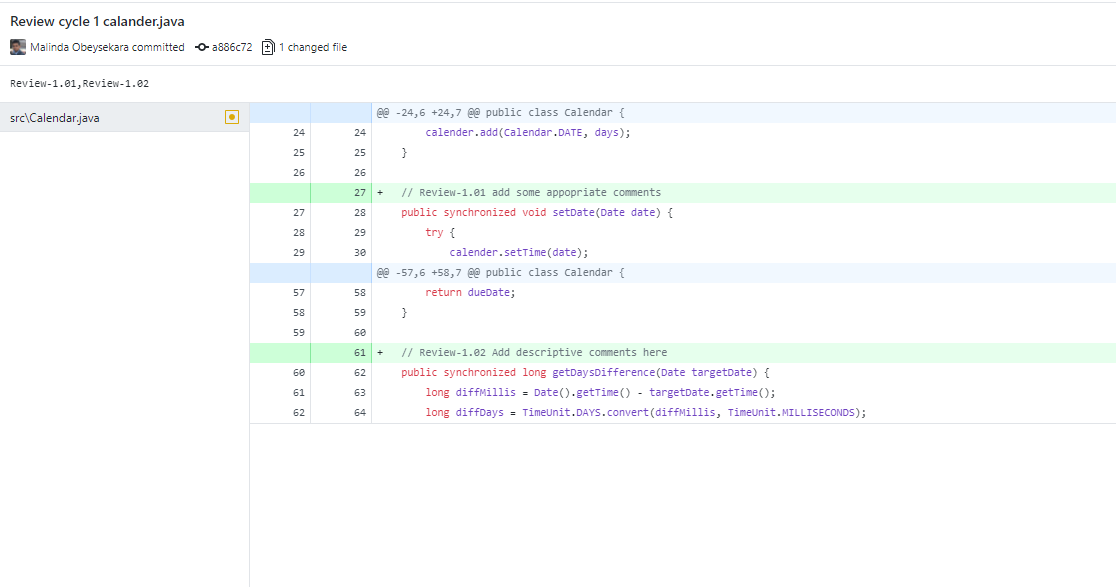 Review cycle 1 calander.java
Malinda Obeysekara committed a886c72 1 changed file
Review-1.01,Review-1.02
src\Calendar.java
@@ -24,6 +24,7 @@ public class Calendar {
24 24 calender.add(Calendar.DATE, days);
25 25 }
26 26
27 + // Review-1.01 add some appopriate comments
27 28 public synchronized void setDate(Date date) {
28 29 try {
29 30 calender.setTime(date);
@@ -57,6 +58,7 @@ public class Calendar {
57 58 return dueDate;
58 59 }
59 60
61 + // Review-1.02 Add descriptive comments here
60 62 public synchronized long getDaysDifference(Date targetDate) {
61 63 long diffMillis = Date().getTime() - targetDate.getTime();
62 64 long diffDays = TimeUnit.DAYS.convert(diffMillis, TimeUnit.MILLISECONDS);